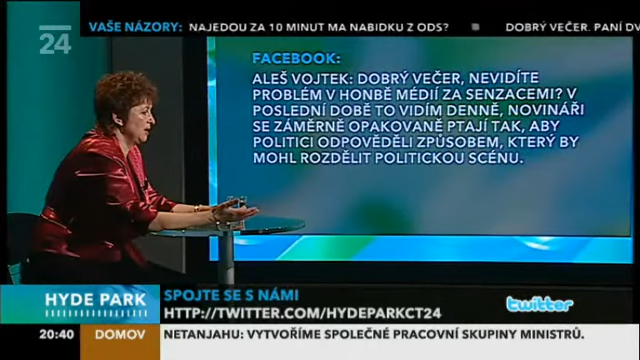 24
VAŠE NÁZORY: NAJEDOU ZA 10 MINUT MA NABIDKU Z ODS? DOBRÝ VEČER. PANÍ
FACEBOOK:
ALEŠ VOJTEK: DOBRÝ VEČER, NEVIDÍTE
PROBLÉM V HONBĚ MÉDIÍ ZA SENZACEMI? V
POSLEDNÍ DOBĚ TO VIDÍM DENNĚ, NOVINÁŘI
SE ZÁMĚRNĚ OPAKOVANĚ PTAJÍ TAK, ABY
POLITICI ODPOVĚDĚLI ZPŮSOBEM, KTERÝ BY
MOHL ROZDĚLIT POLITICKOU SCÉNU.
HYDE PARK
SPOJTE SE S NÁMI
HTTP://TWITTER.COM/HYDEPARKCT24
twitter
20:40 DOMOV NETANJAHU: VYTVOŘÍME SPOLEČNÉ PRACOVNÍ SKUPINY MINISTRŮ.